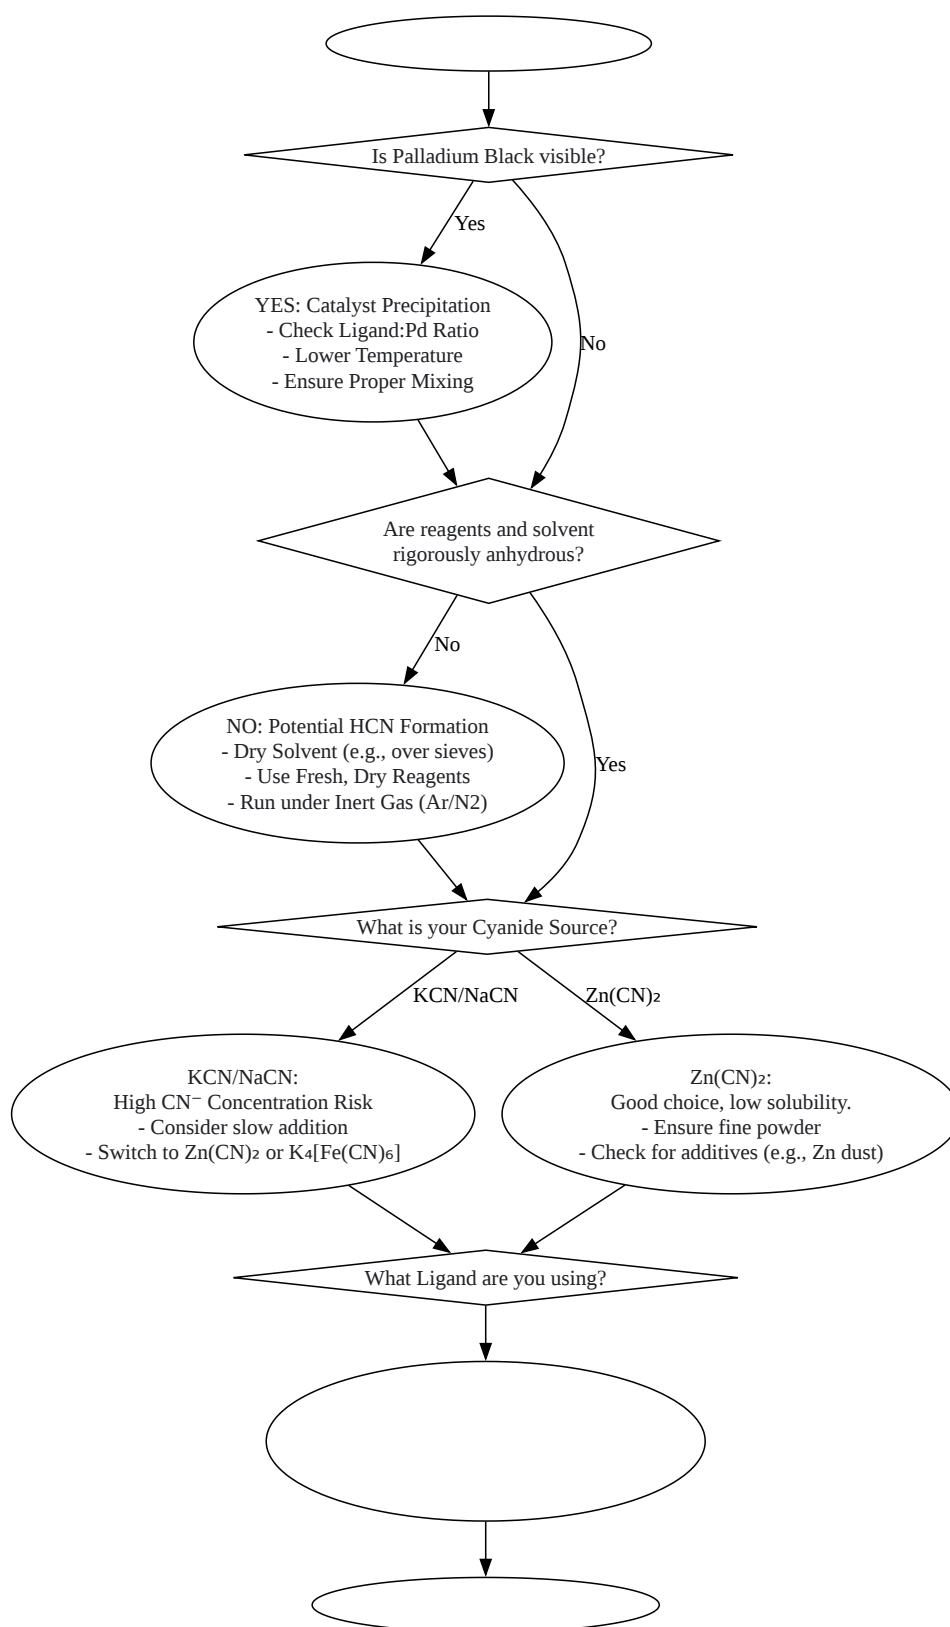 Is Palladium Black visible?
Yes
YES: Catalyst Precipitation
- Check Ligand:Pd Ratio
- Lower Temperature
- Ensure Proper Mixing
No
Are reagents and solvent
rigorously anhydrous?
No
NO: Potential HCN Formation
- Dry Solvent (e.g., over sieves)
- Use Fresh, Dry Reagents
- Run under Inert Gas (Ar/N2)
Yes
What is your Cyanide Source?
KCN/NaCN
Zn(CN)₂
KCN/NaCN:
High CN⁻ Concentration Risk
- Consider slow addition
- Switch to Zn(CN)₂ or K₄[Fe(CN)₆]
Zn(CN)₂:
Good choice, low solubility.
- Ensure fine powder
- Check for additives (e.g., Zn dust)
What Ligand are you using?